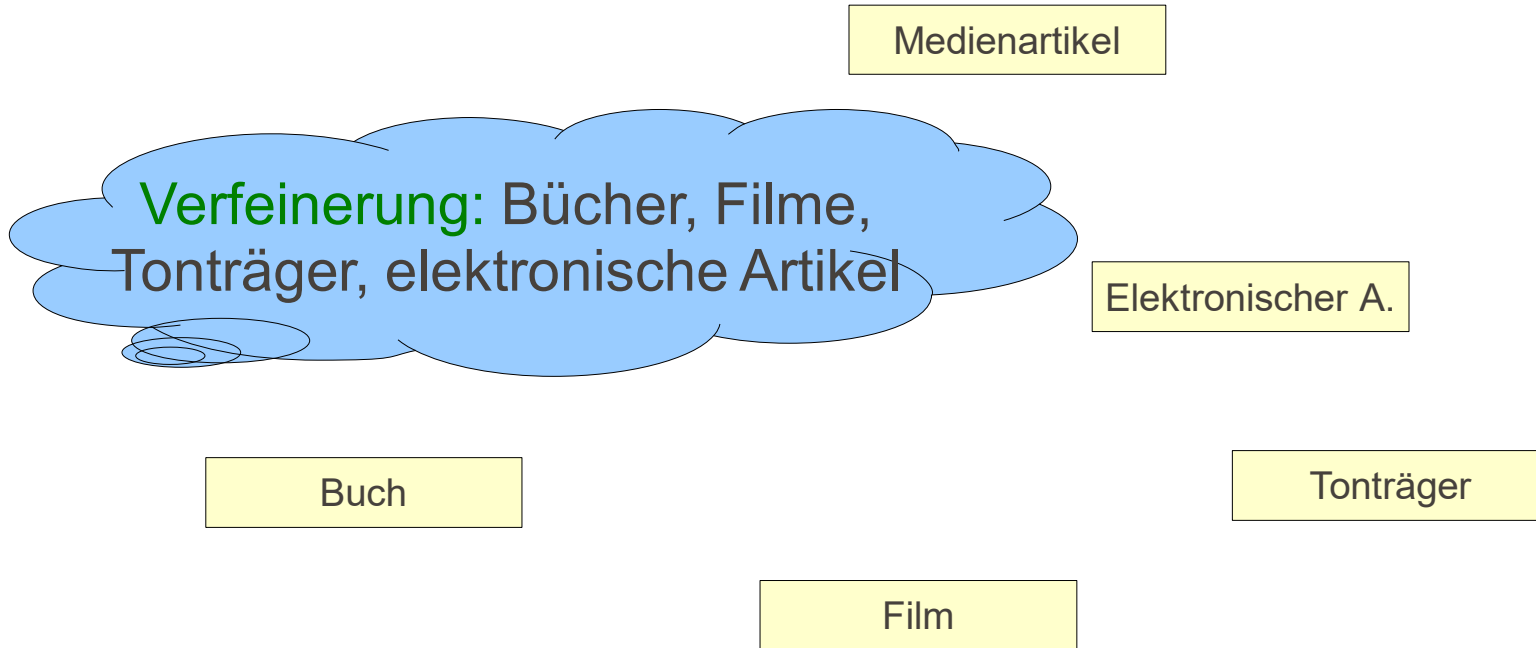 Medienartikel
Verfeinerung: Bücher, Filme,
Tonträger, elektronische Artikel
Elektronischer A.
Buch
Tonträger
Film